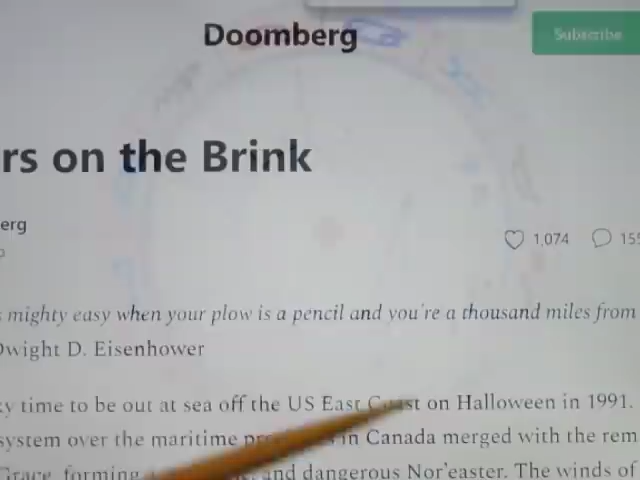 Doomberg
Subscribe
rs on the Brink
erg
1,074 155
mighty easy when your plow is a pencil and you're a thousand miles from
Dwight D. Eisenhower
y time to be out at sea off the US East Coast on Halloween in 1991.
system over the maritime in Canada merged with the rem
Grace, forming and dangerous Nor'easter. The winds of